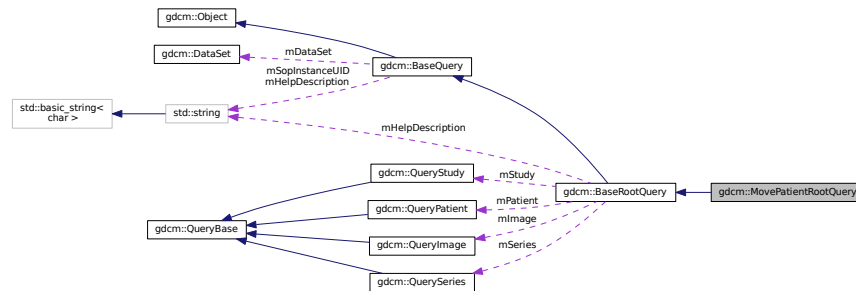 gdcm::Object
gdcm::DataSet
mDataSet
gdcm::BaseQuery
mSopInstanceUID
mHelpDescription
std::basic_string<
char >
std::string
mHelpDescription
gdcm::QueryStudy
mStudy
gdcm::BaseRootQuery
gdcm::MovePatientRootQuery
gdcm::QueryPatient
mPatient
mImage
gdcm::QueryBase
gdcm::QueryImage
mSeries
gdcm::QuerySeries